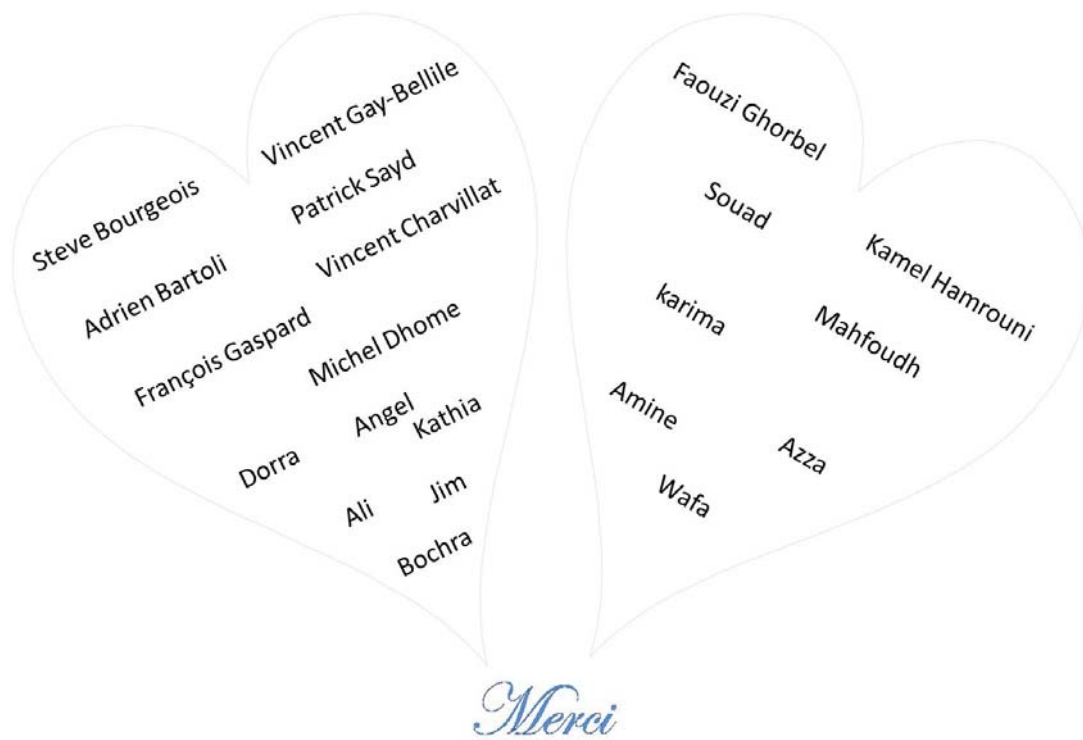 Vincent Gay-Bellile
Patrick Sayd
Steve Bourgeois
Vincent Charvillat
Adrien Bartoli
François Gaspard
Michel Dhome
Angel
Kathia
Dorra
Jim
Ali
Bochra
Faouzi Ghorbel
Souad
Kamel Hamrouni
karima
Mahfoudh
Amine
Azza
Wafa
Merci